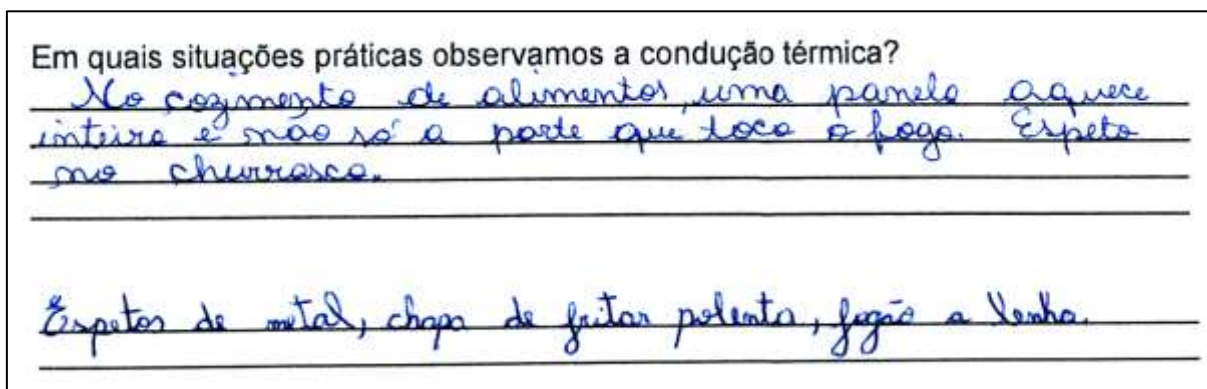 Em quais situações práticas observamos a condução térmica?
No cozimento de alimentos, uma panela aquece
inteira e não só a parte que toca o fogo. Espeto
no churrasco.
Espetos de metal, chapa de fritar polenta, fogão a lenha.